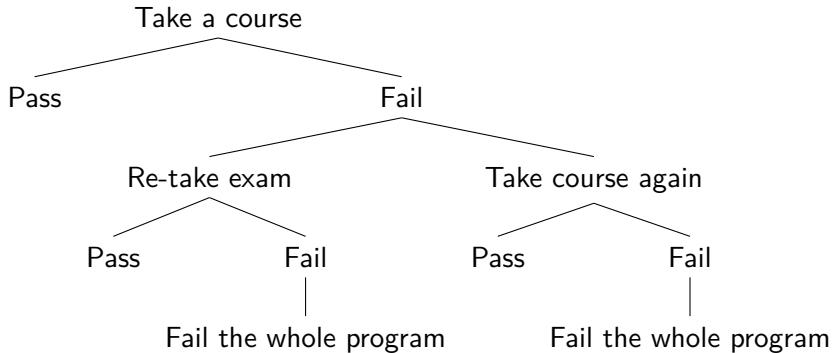 Take a course
Pass Fail
Re-take exam Take course again
Pass Fail Pass Fail
Fail the whole program Fail the whole program